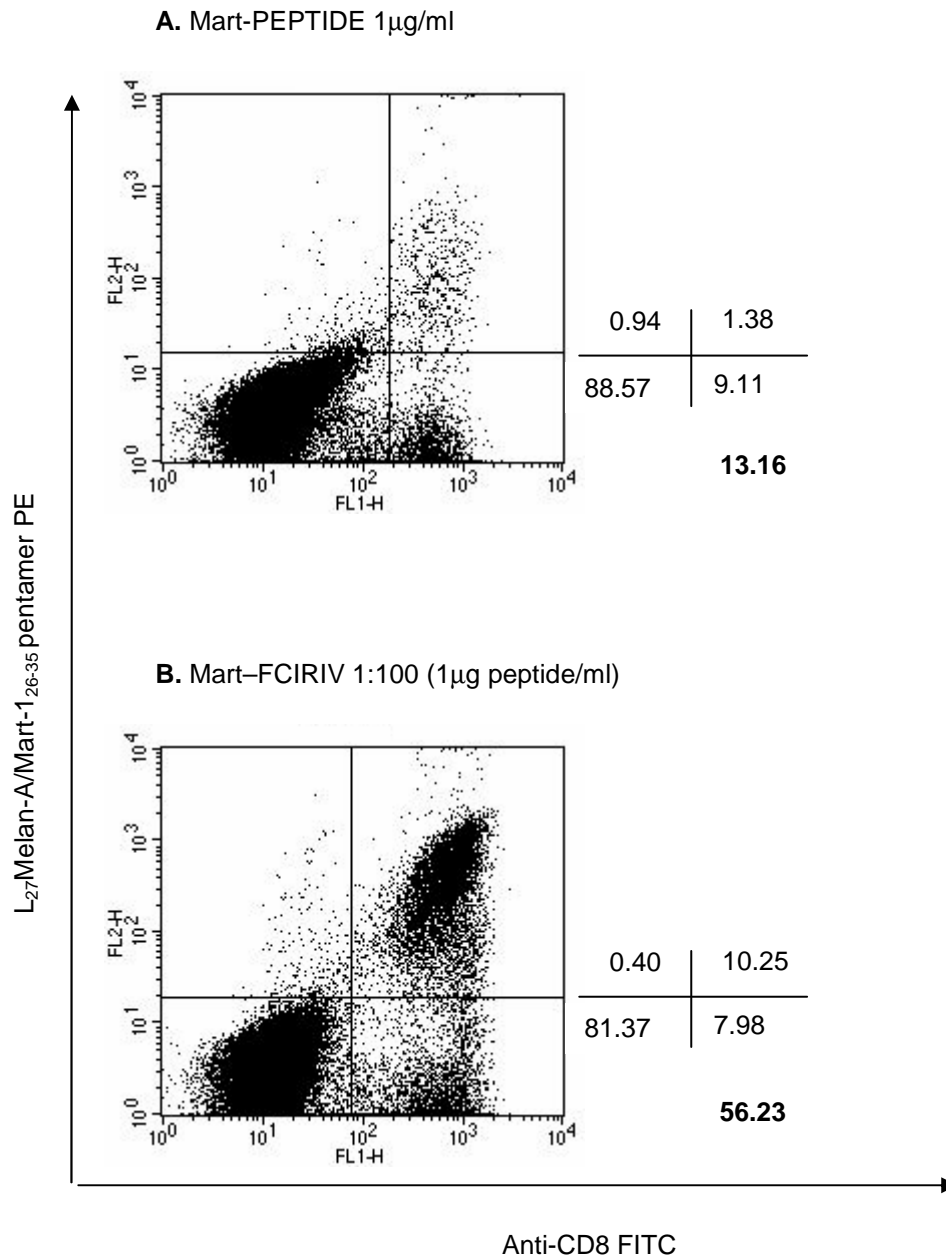 A. Mart-PEPTIDE 1μg/ml
10⁴
10³
10²
10¹
10⁰
FL2-H
10⁰ 10¹ 10² 10³ 10⁴
FL1-H
0.94 1.38
88.57 9.11
13.16
L₂₇Melan-A/Mart-1₂₆₋₃₅ pentamer PE
B. Mart–FCIRIV 1:100 (1μg peptide/ml)
10⁴
10³
10²
10¹
10⁰
FL2-H
10⁰ 10¹ 10² 10³ 10⁴
FL1-H
0.40 10.25
81.37 7.98
56.23
Anti-CD8 FITC